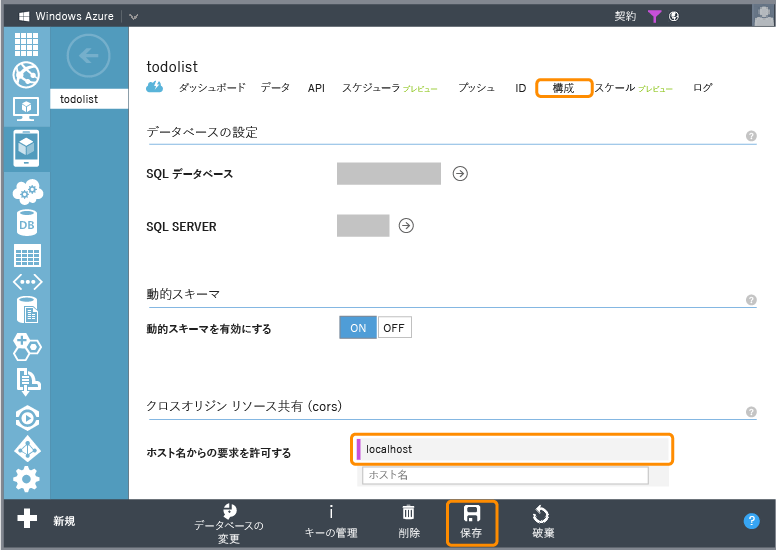 Windows Azure
契約
todolist
todolist
ダッシュボード データ API スケジューラ プレビュー プッシュ ID 構成 スケール プレビュー ログ
データベースの設定
?
SQL データベース
SQL SERVER
動的スキーマ
?
動的スキーマを有効にする
ON OFF
クロスオリジン リソース共有 (cors)
?
ホスト名からの要求を許可する
localhost
ホスト名
DB
新規
データベースの
変更
キーの管理
削除
保存
破棄
?